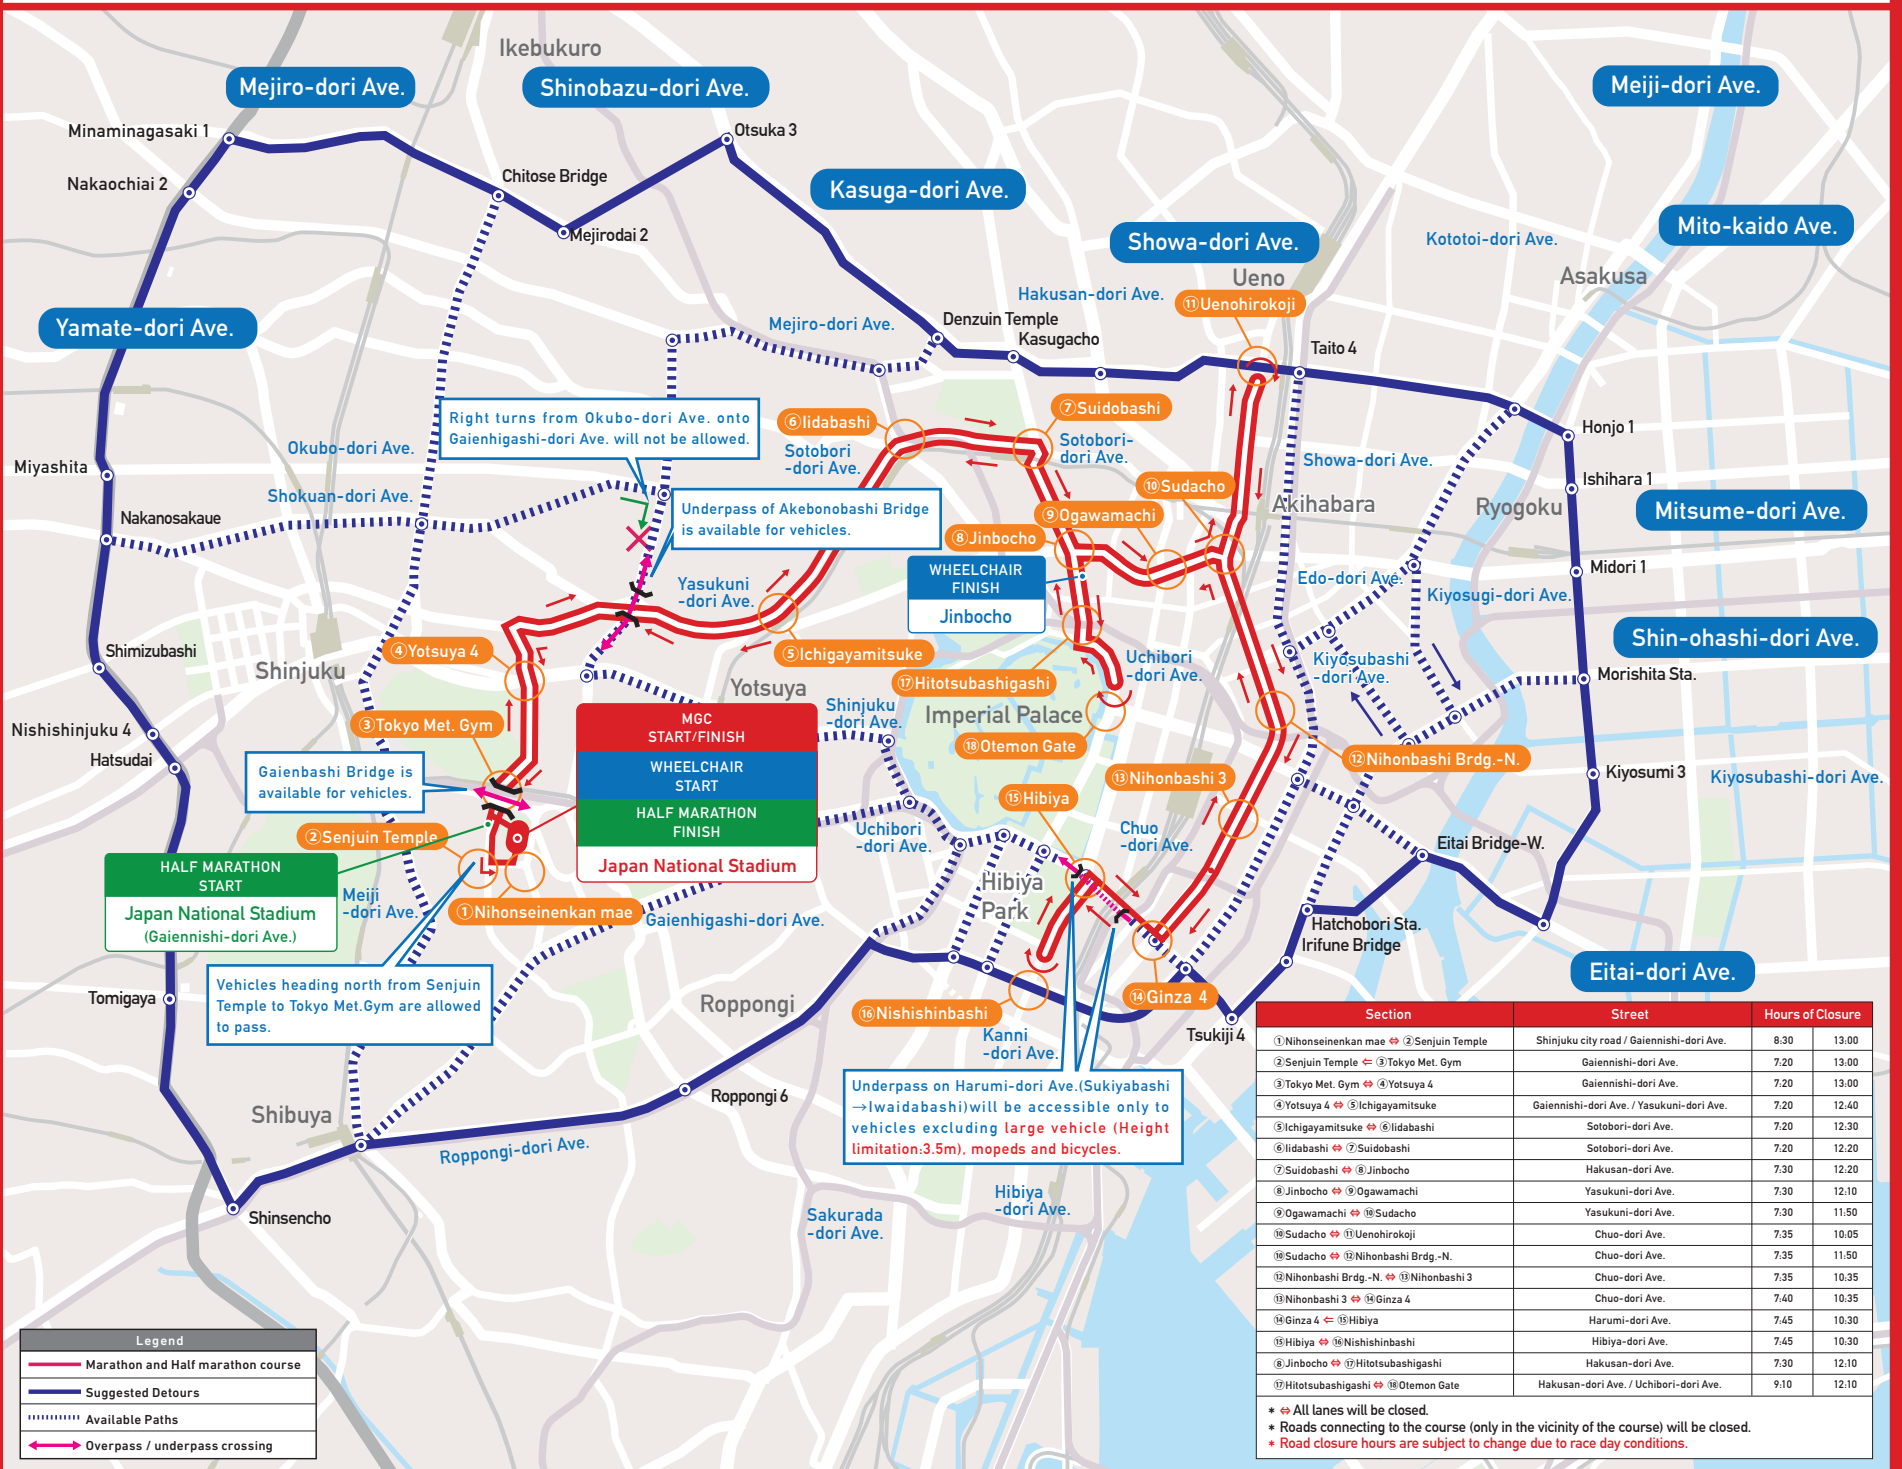 Ikebukuro
Mejiro-dori Ave.
Shinobazu-dori Ave.
Meiji-dori Ave.
Minaminagasaki 1
Otsuka 3
Nakaochiai 2
Chitose Bridge
Kasuga-dori Ave.
Mejirodai 2
Showa-dori Ave.
Kototoi-dori Ave.
Mito-kaido Ave.
Ueno
Asakusa
Hakusan-dori Ave.
⑪Uenohirokoji
Yamate-dori Ave.
Mejiro-dori Ave.
Denzuin Temple
Kasugacho
Taito 4
Right turns from Okubo-dori Ave. onto
Gaienhigashi-dori Ave. will not be allowed.
⑥Iidabashi
⑦Suidobashi
Honjo 1
Okubo-dori Ave.
Sotobori
-dori Ave.
Sotobori-
dori Ave.
Showa-dori Ave.
Miyashita
Shokuan-dori Ave.
⑩Sudacho
Ishihara 1
Nakanosakaue
Underpass of Akebonobashi Bridge
is available for vehicles.
⑨Ogawamachi
Akihabara
Ryogoku
Mitsume-dori Ave.
⑧Jinbocho
WHEELCHAIR
FINISH
Jinbocho
Yasukuni
-dori Ave.
Edo-dori Ave.
Kiyosugi-dori Ave.
Midori 1
Shimizubashi
④Yotsuya 4
⑤Ichigayamitsuke
Shin-ohashi-dori Ave.
Shinjuku
Yotsuya
⑰Hitotsubashigashi
Uchibori
-dori Ave.
Kiyosubashi
-dori Ave.
Morishita Sta.
③Tokyo Met. Gym
Shinjuku
-dori Ave.
Imperial Palace
Nishishinjuku 4
MGC
START/FINISH
WHEELCHAIR
START
HALF MARATHON
FINISH
Japan National Stadium
⑱Otemon Gate
Hatsudai
Gaienbashi Bridge is
available for vehicles.
⑫Nihonbashi Brdg.-N.
Kiyosumi 3
Kiyosubashi-dori Ave.
⑬Nihonbashi 3
⑮Hibiya
②Senjuin Temple
Uchibori
-dori Ave.
Chuo
-dori Ave.
Eitai Bridge-W.
HALF MARATHON
START
Japan National Stadium
(Gaiennishi-dori Ave.)
Meiji
-dori Ave.
①Nihonseinenkan mae
Gaienhigashi-dori Ave.
Hibiya
Park
Hatchobori Sta.
Irifune Bridge
Eitai-dori Ave.
Vehicles heading north from Senjuin
Temple to Tokyo Met.Gym are allowed
to pass.
Tomigaya
Roppongi
⑯Nishishinbashi
⑭Ginza 4
Kanni
-dori Ave.
Tsukiji 4
Underpass on Harumi-dori Ave.(Sukiyabashi
→Iwaidabashi)will be accessible only to
vehicles excluding large vehicle (Height
limitation:3.5m), mopeds and bicycles.
Shibuya
Roppongi 6
Roppongi-dori Ave.
Shinsencho
Sakurada
-dori Ave.
Hibiya
-dori Ave.
Section Street Hours of Closure
①Nihonseinenkan mae ⇔ ②Senjuin Temple Shinjuku city road / Gaiennishi-dori Ave. 8:30 13:00
②Senjuin Temple ⇐ ③Tokyo Met. Gym Gaiennishi-dori Ave. 7:20 13:00
③Tokyo Met. Gym ⇔ ④Yotsuya 4 Gaiennishi-dori Ave. 7:20 13:00
④Yotsuya 4 ⇔ ⑤Ichigayamitsuke Gaiennishi-dori Ave. / Yasukuni-dori Ave. 7:20 12:40
⑤Ichigayamitsuke ⇔ ⑥Iidabashi Sotobori-dori Ave. 7:20 12:30
⑥Iidabashi ⇔ ⑦Suidobashi Sotobori-dori Ave. 7:20 12:20
⑦Suidobashi ⇔ ⑧Jinbocho Hakusan-dori Ave. 7:30 12:20
⑧Jinbocho ⇔ ⑨Ogawamachi Yasukuni-dori Ave. 7:30 12:10
⑨Ogawamachi ⇔ ⑩Sudacho Yasukuni-dori Ave. 7:30 11:50
⑩Sudacho ⇔ ⑪Uenohirokoji Chuo-dori Ave. 7:35 10:05
⑩Sudacho ⇔ ⑫Nihonbashi Brdg.-N. Chuo-dori Ave. 7:35 11:50
⑫Nihonbashi Brdg.-N. ⇔ ⑬Nihonbashi 3 Chuo-dori Ave. 7:35 10:35
⑬Nihonbashi 3 ⇔ ⑭Ginza 4 Chuo-dori Ave. 7:40 10:35
⑭Ginza 4 ⇐ ⑮Hibiya Harumi-dori Ave. 7:45 10:30
⑮Hibiya ⇔ ⑯Nishishinbashi Hibiya-dori Ave. 7:45 10:30
⑧Jinbocho ⇔ ⑰Hitotsubashigashi Hakusan-dori Ave. 7:30 12:10
⑰Hitotsubashigashi ⇔ ⑱Otemon Gate Hakusan-dori Ave. / Uchibori-dori Ave. 9:10 12:10
* ⇔ All lanes will be closed.
* Roads connecting to the course (only in the vicinity of the course) will be closed.
* Road closure hours are subject to change due to race day conditions.
Legend
Marathon and Half marathon course
Suggested Detours
Available Paths
Overpass / underpass crossing